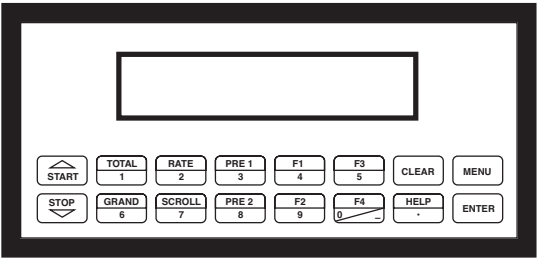 TOTAL RATE PRE 1 F1 F3
START 1 2 3 4 5 CLEAR MENU
STOP GRAND SCROLL PRE 2 F2 F4 HELP
6 7 8 9 0 _ . ENTER